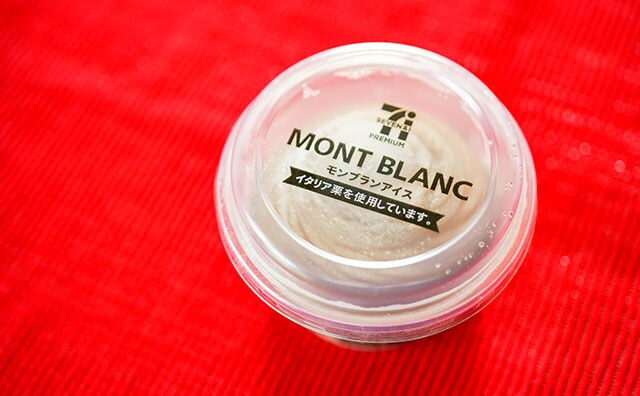 7i
SEVEN&i
PREMIUM
MONT BLANC
モンブランアイス
イタリア栗を使用しています。